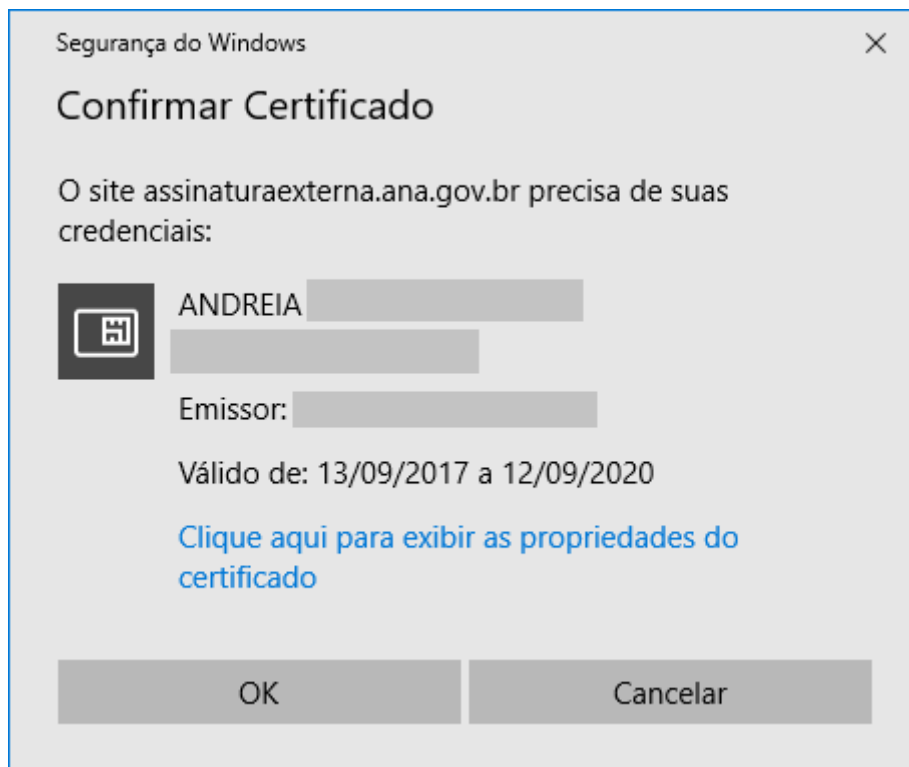 Segurança do Windows
Confirmar Certificado
O site assinaturaexterna.ana.gov.br precisa de suas
credenciais:
ANDREIA
Emissor:
Válido de: 13/09/2017 a 12/09/2020
Clique aqui para exibir as propriedades do
certificado
OK
Cancelar